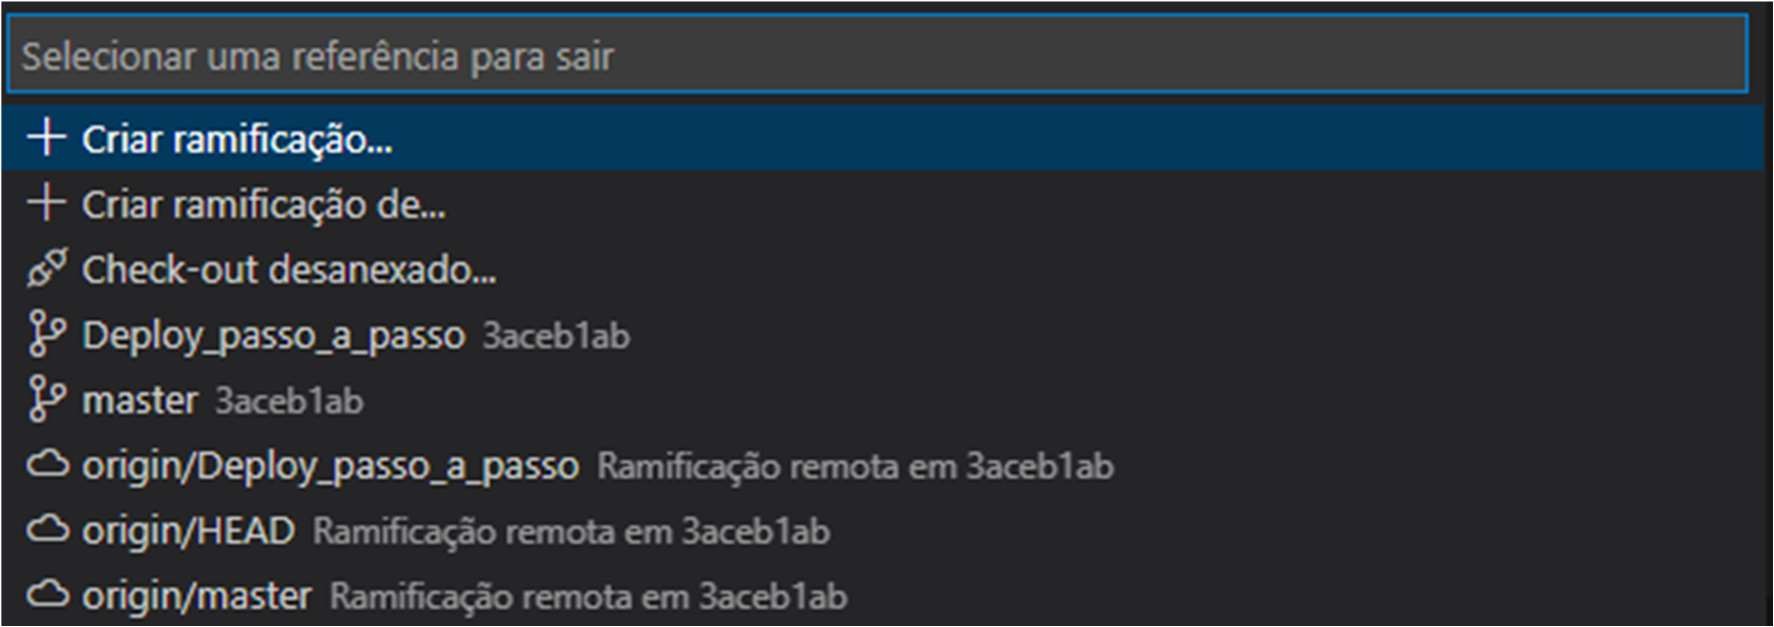 Selecionar uma referência para sair
Criar ramificação...
Criar ramificação de...
Check-out desanexado...
Deploy_passo_a_passo 3aceb1ab
master 3aceb1ab
origin/Deploy_passo_a_passo Ramificação remota em 3aceb1ab
origin/HEAD Ramificação remota em 3aceb1ab
origin/master Ramificação remota em 3aceb1ab